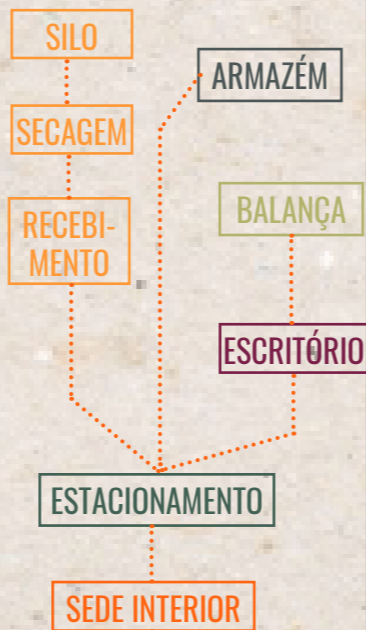 SILO
ARMAZÉM
SECAGEM
RECEBI-
MENTO
BALANÇA
ESCRITÓRIO
ESTACIONAMENTO
SEDE INTERIOR